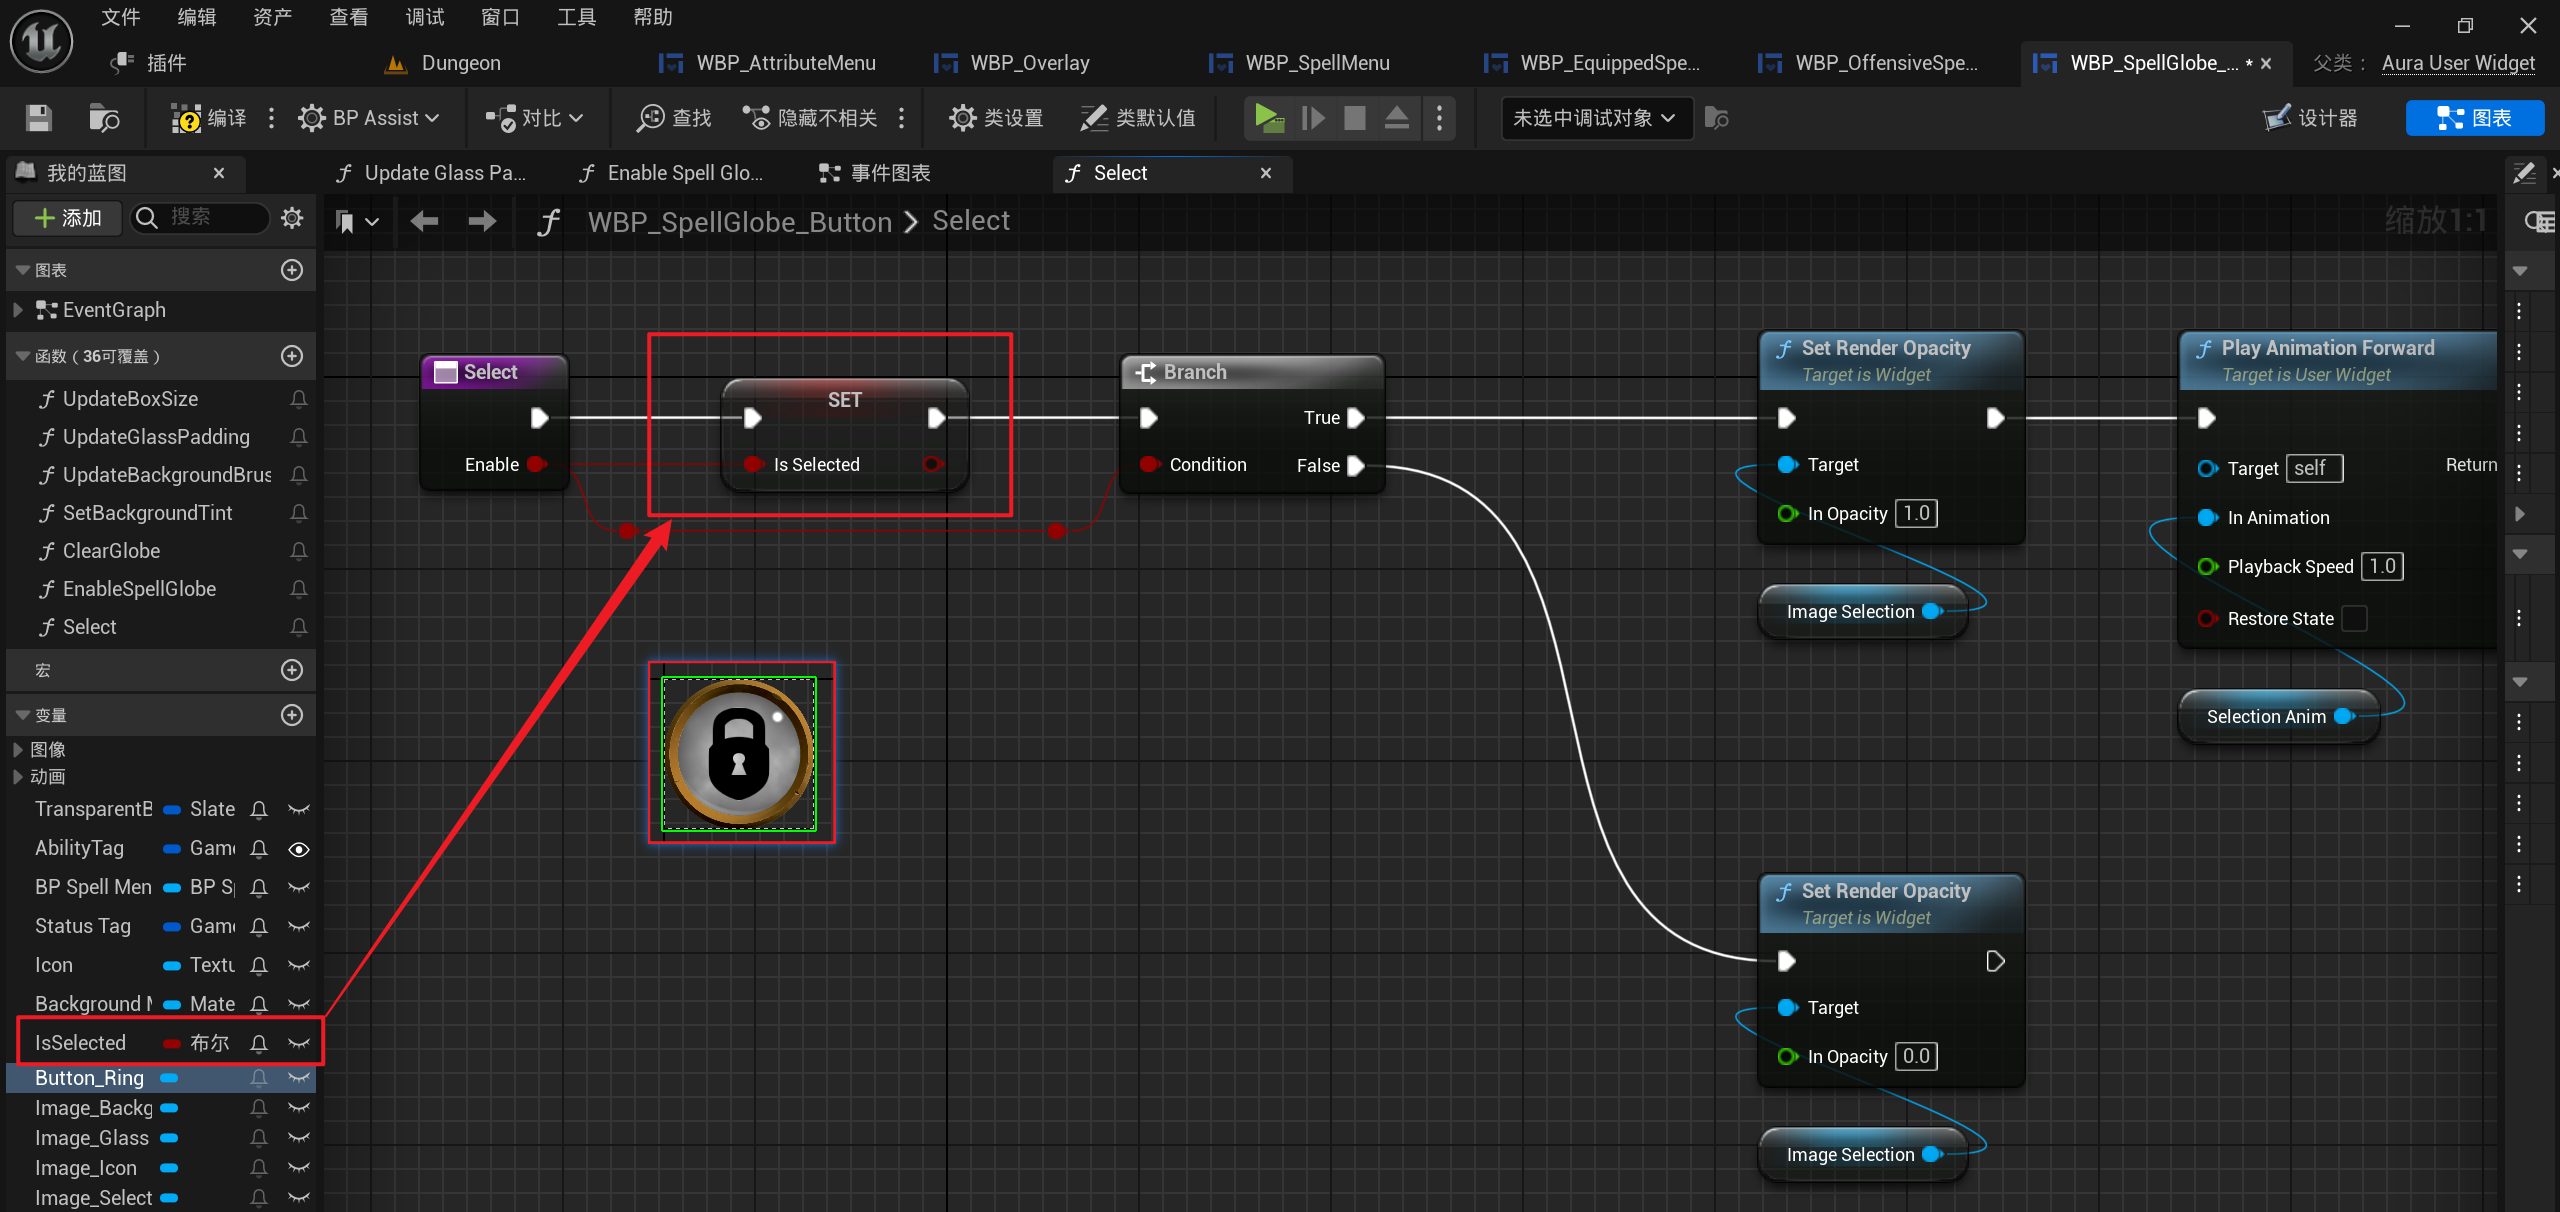 文件 编辑 资产 查看 调试 窗口 工具 帮助
插件 Dungeon WBP_AttributeMenu WBP_Overlay WBP_SpellMenu WBP_EquippedSpe... WBP_OffensiveSpe... WBP_SpellGlobe_... * 父类： Aura User Widget
编译 BP Assist 对比 查找 隐藏不相关 类设置 类默认值 未选中调试对象 设计器 图表
我的蓝图 Update Glass Pa... Enable Spell Glo... 事件图表 Select
添加 搜索 WBP_SpellGlobe_Button Select 缩放1:1
图表
EventGraph
函数（36可覆盖）
UpdateBoxSize
UpdateGlassPadding
UpdateBackgroundBrus
SetBackgroundTint
ClearGlobe
EnableSpellGlobe
Select
宏
变量
图像
动画
TransparentB Slate
AbilityTag Game
BP Spell Men BP Sp
Status Tag Game
Icon Textu
Background M Mate
IsSelected 布尔
Button_Ring
Image_Backg
Image_Glass
Image_Icon
Image_Select
Select
Enable
SET
Is Selected
Branch
True
Condition False
Set Render Opacity
Target is Widget
Target
In Opacity 1.0
Image Selection
Play Animation Forward
Target is User Widget
Target self Return
In Animation
Playback Speed 1.0
Restore State
Selection Anim
Set Render Opacity
Target is Widget
Target
In Opacity 0.0
Image Selection